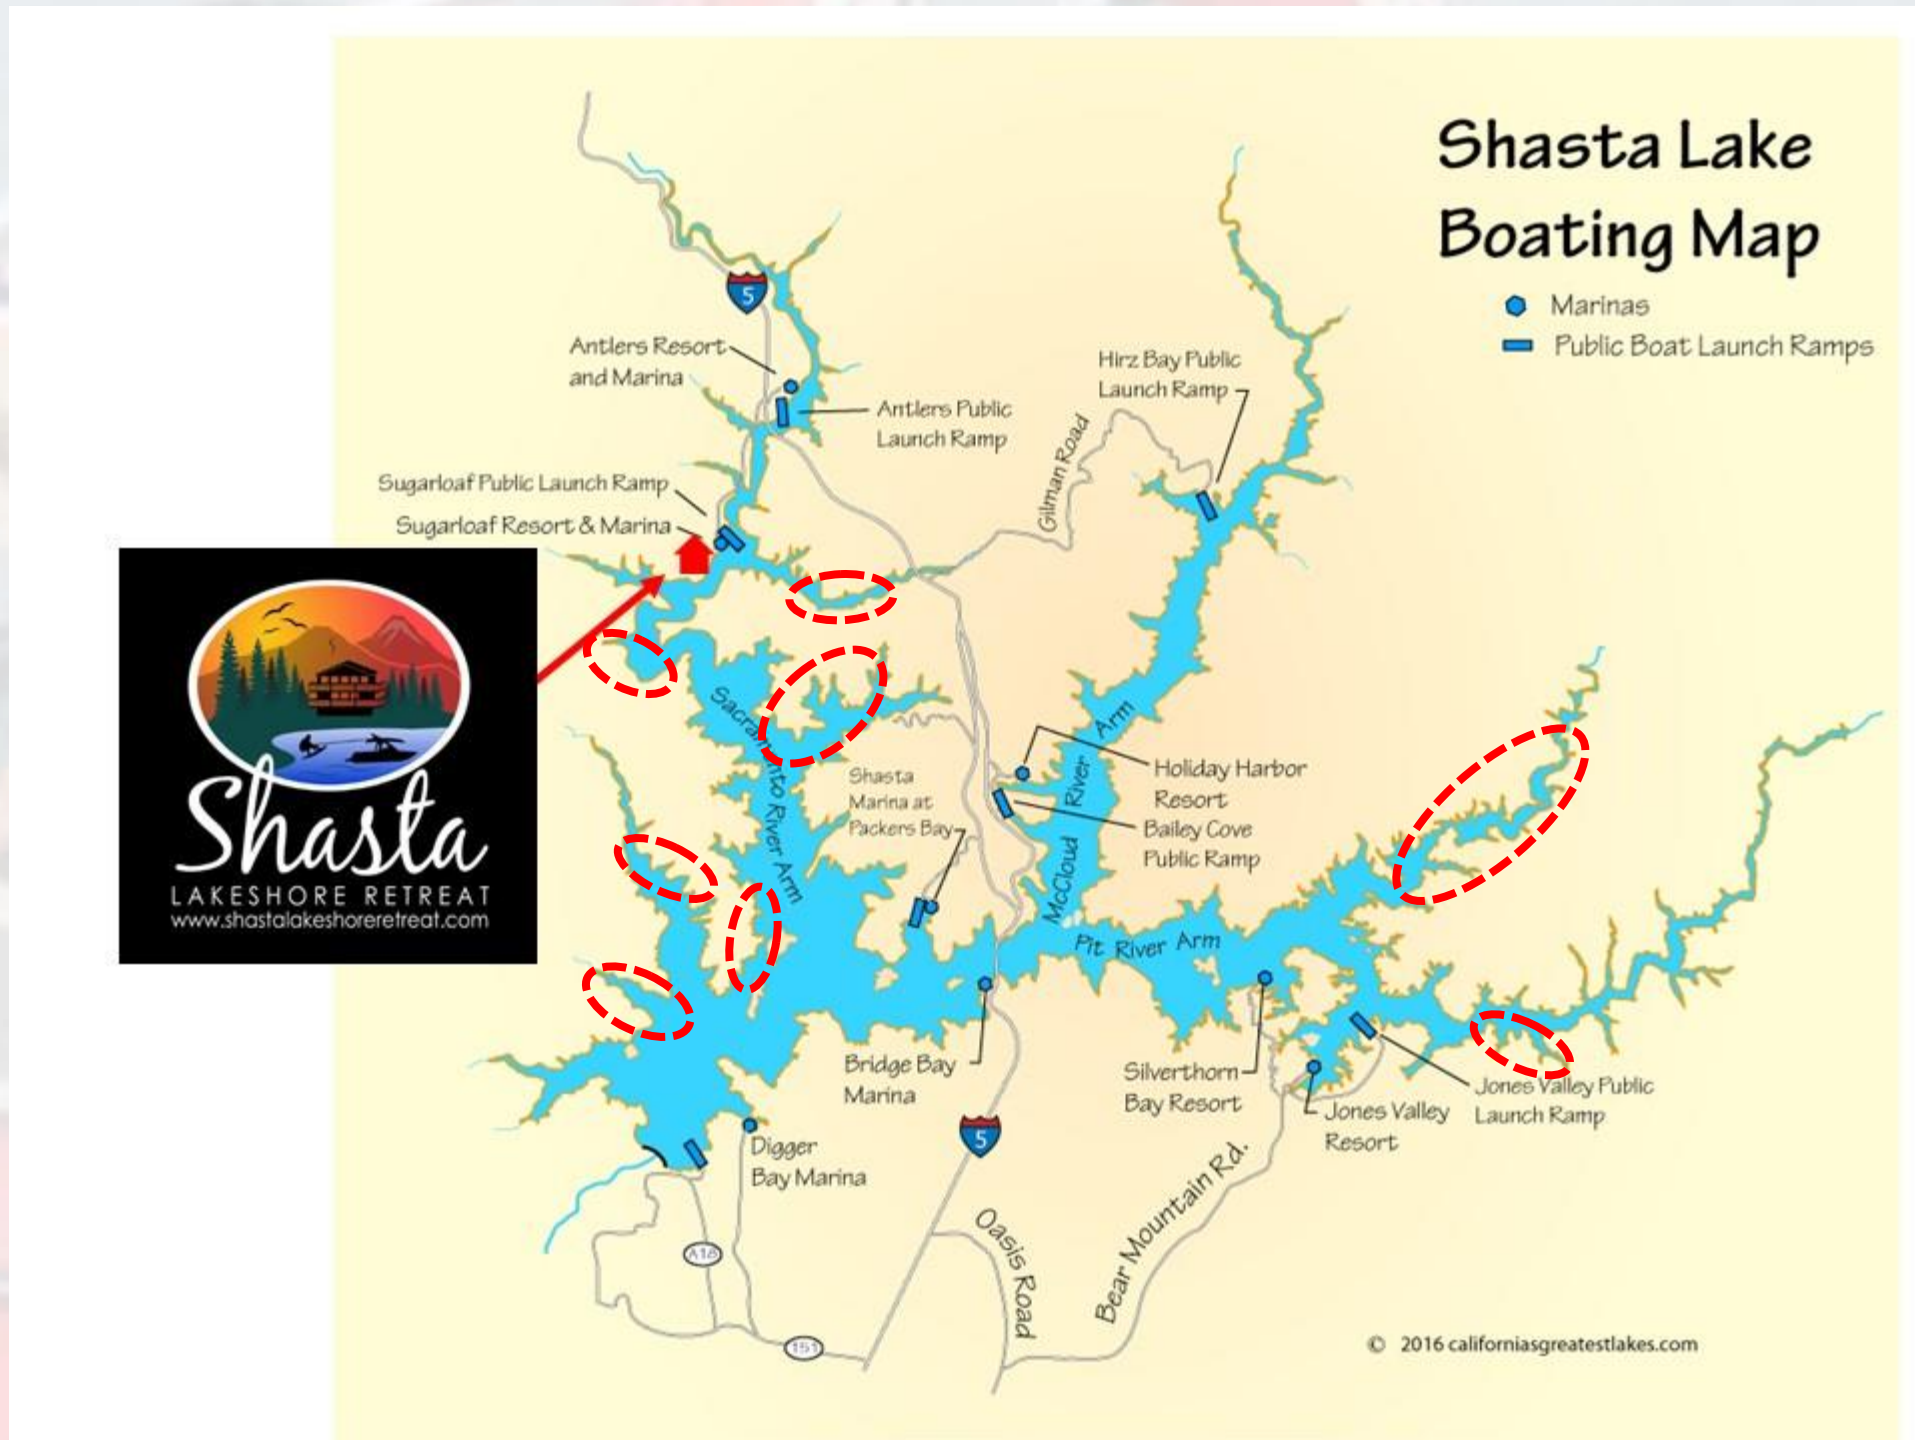 Shasta Lake
Boating Map
Marinas
Public Boat Launch Ramps
5
Antlers Resort
and Marina
Antlers Public
Launch Ramp
Hirz Bay Public
Launch Ramp
Gilman Road
Sugarloaf Public Launch Ramp
Sugarloaf Resort & Marina
Shasta
LAKESHORE RETREAT
www.shastalakeshoreretreat.com
Sacramento River Arm
Shasta
Marina at
Packers Bay
McCloud River Arm
Holiday Harbor
Resort
Bailey Cove
Public Ramp
Pit River Arm
Bridge Bay
Marina
Silverthorn
Bay Resort
Jones Valley Public
Launch Ramp
Jones Valley
Resort
Digger
Bay Marina
5
A18
151
Oasis Road
Bear Mountain Rd.
© 2016 californiasgreatestlakes.com